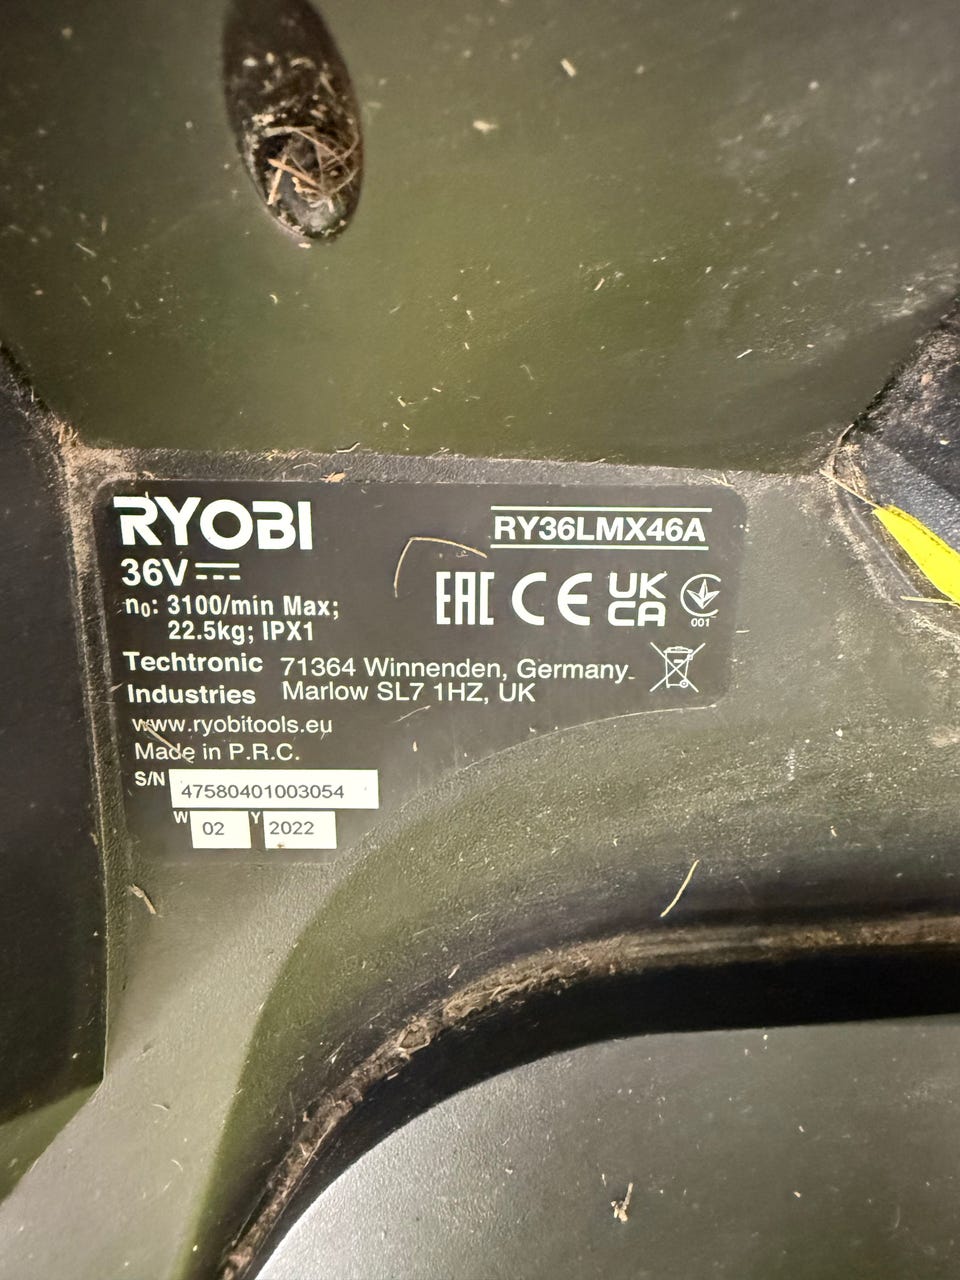 RYOBI
RY36LMX46A
36V
n₀: 3100/min Max;
22.5kg; IPX1
EAC CE UK CA 001
Techtronic Industries
71364 Winnenden, Germany
Marlow SL7 1HZ, UK
www.ryobitools.eu
Made in P.R.C.
S/N 47580401003054
W 02 Y 2022